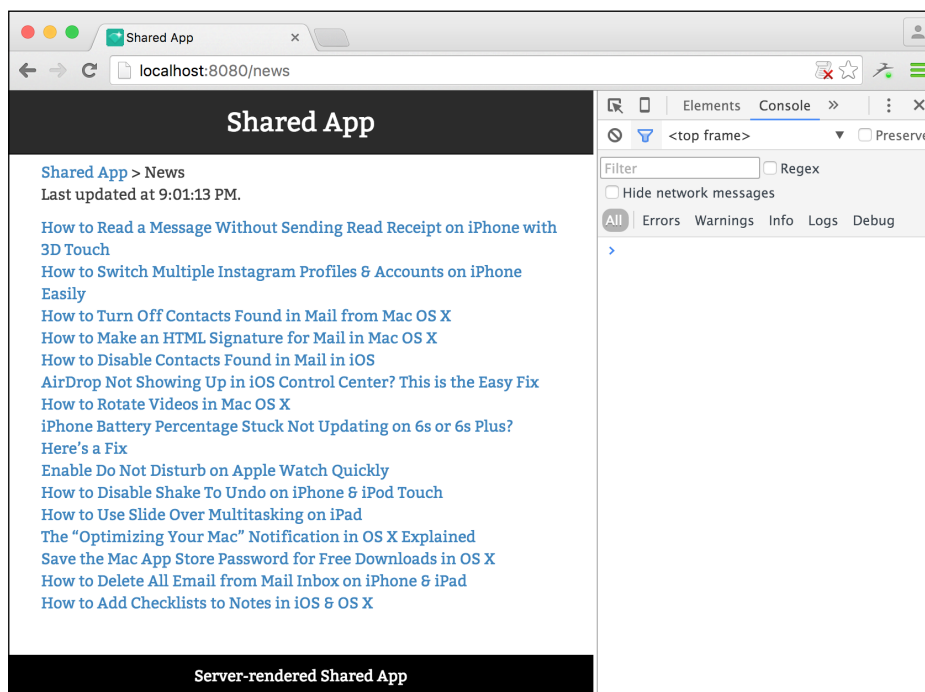 Shared App
localhost:8080/news
Shared App
Shared App > News
Last updated at 9:01:13 PM.
How to Read a Message Without Sending Read Receipt on iPhone with
3D Touch
How to Switch Multiple Instagram Profiles & Accounts on iPhone
Easily
How to Turn Off Contacts Found in Mail from Mac OS X
How to Make an HTML Signature for Mail in Mac OS X
How to Disable Contacts Found in Mail in iOS
AirDrop Not Showing Up in iOS Control Center? This is the Easy Fix
How to Rotate Videos in Mac OS X
iPhone Battery Percentage Stuck Not Updating on 6s or 6s Plus?
Here’s a Fix
Enable Do Not Disturb on Apple Watch Quickly
How to Disable Shake To Undo on iPhone & iPod Touch
How to Use Slide Over Multitasking on iPad
The “Optimizing Your Mac” Notification in OS X Explained
Save the Mac App Store Password for Free Downloads in OS X
How to Delete All Email from Mail Inbox on iPhone & iPad
How to Add Checklists to Notes in iOS & OS X
Server-rendered Shared App
Elements Console »
<top frame> Preserve
Filter Regex
Hide network messages
All Errors Warnings Info Logs Debug
>